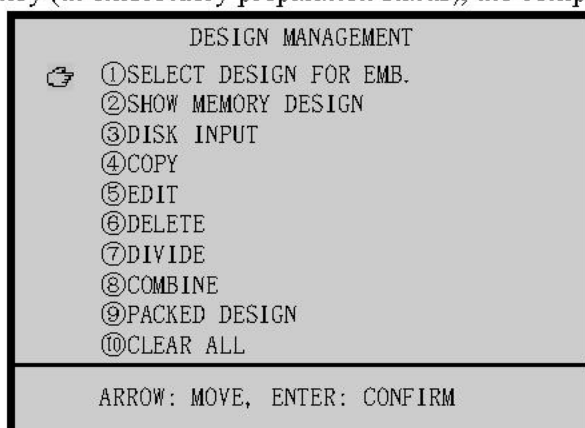 DESIGN MANAGEMENT
①SELECT DESIGN FOR EMB.
②SHOW MEMORY DESIGN
③DISK INPUT
④COPY
⑤EDIT
⑥DELETE
⑦DIVIDE
⑧COMBINE
⑨PACKED DESIGN
⑩CLEAR ALL
ARROW: MOVE, ENTER: CONFIRM